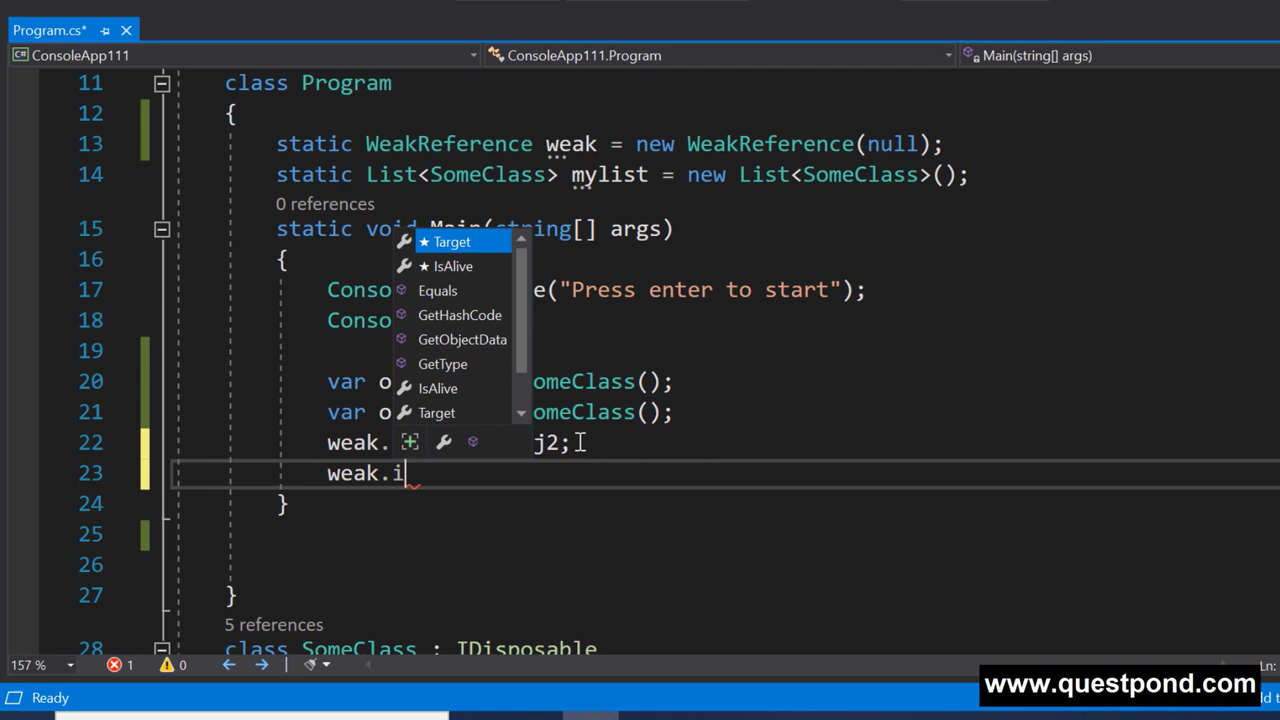 Program.cs*
ConsoleApp111 ConsoleApp111.Program Main(string[] args)
11 class Program
12 {
13 static WeakReference weak = new WeakReference(null);
14 static List<SomeClass> mylist = new List<SomeClass>();
0 references
15 static void Main(string[] args)
16 {
17 Conso e("Press enter to start");
18 Conso
19
20 var o omeClass();
21 var o omeClass();
22 weak. j2;
23 weak.i
24 }
25
26
27 }
5 references
28 class SomeClass : IDisposable
★ Target
★ IsAlive
Equals
GetHashCode
GetObjectData
GetType
IsAlive
Target
157 % 1 0 Ln:
www.questpond.com
Ready